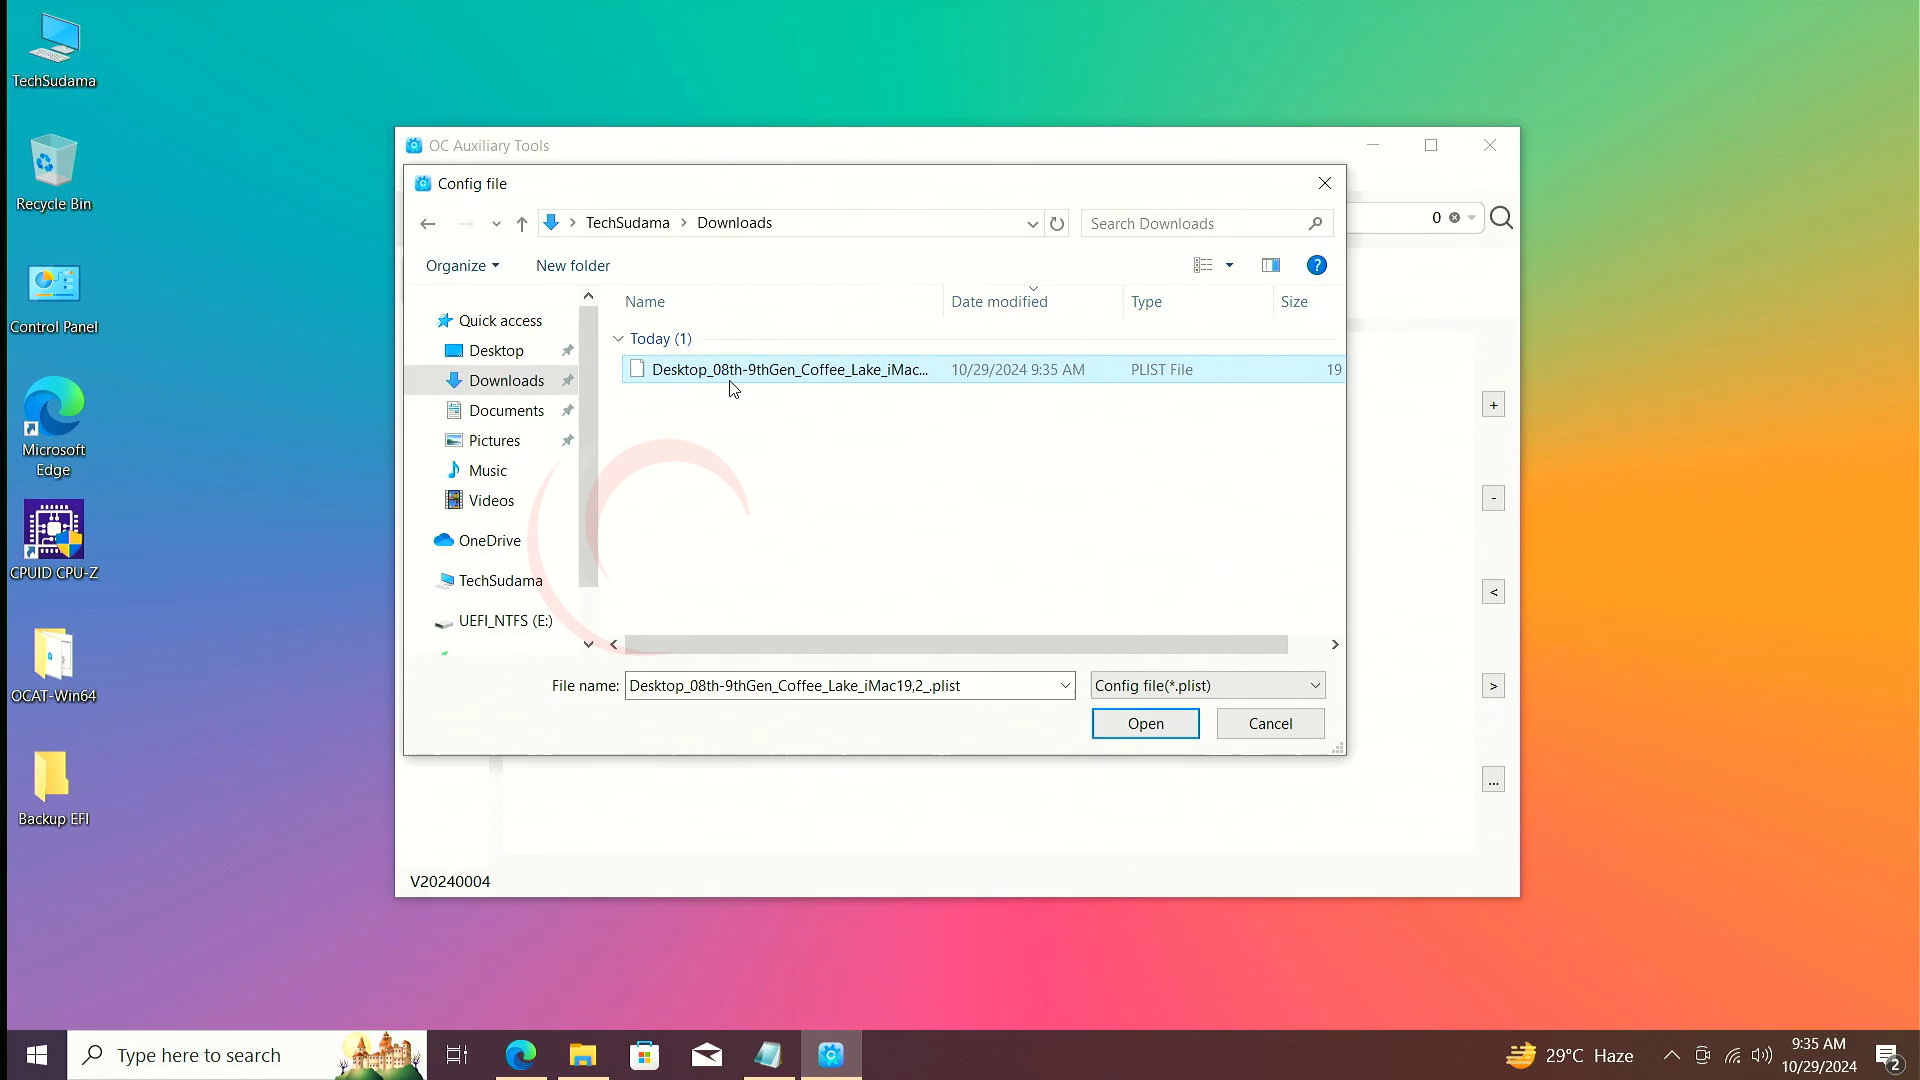 TechSudama
Recycle Bin
Control Panel
Microsoft
Edge
CPUID CPU-Z
OCAT-Win64
Backup EFI
OC Auxiliary Tools
Config file
TechSudama > Downloads
Search Downloads
0
Organize
New folder
?
Name
Date modified
Type
Size
Quick access
Desktop
Downloads
Documents
Pictures
Music
Videos
OneDrive
TechSudama
UEFI_NTFS (E:)
Today (1)
Desktop_08th-9thGen_Coffee_Lake_iMac... 10/29/2024 9:35 AM PLIST File 19
+
-
<
>
...
File name: Desktop_08th-9thGen_Coffee_Lake_iMac19,2_.plist
Config file(*.plist)
Open
Cancel
V20240004
Type here to search
29°C Haze
9:35 AM
10/29/2024
2